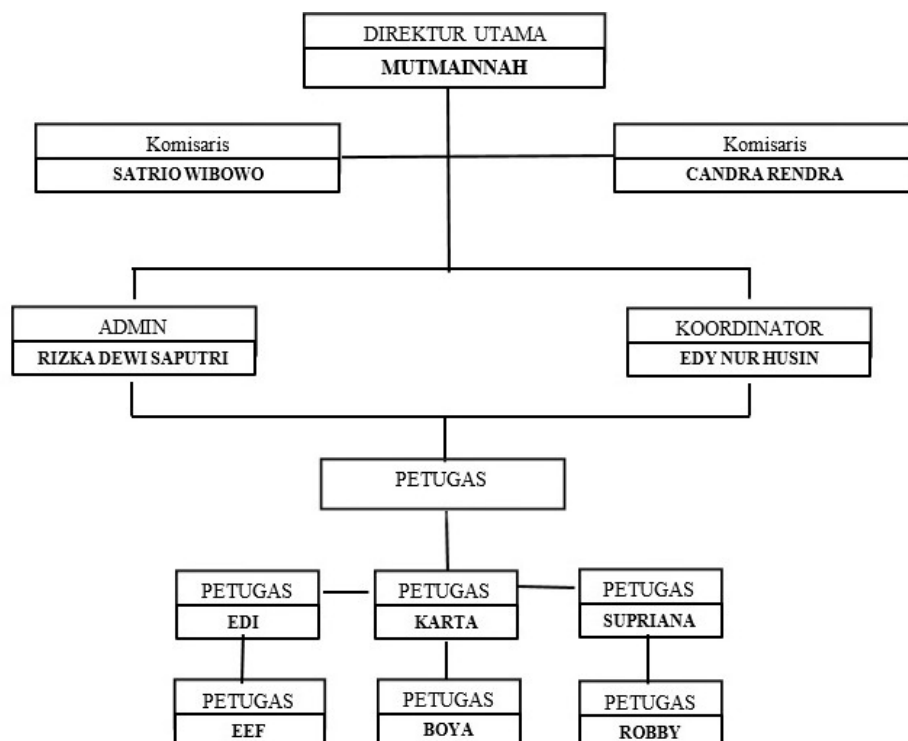 DIREKTUR UTAMA
MUTMAINNAH
Komisaris
SATRIO WIBOWO
Komisaris
CANDRA RENDRA
ADMIN
RIZKA DEWI SAPUTRI
KOORDINATOR
EDY NUR HUSIN
PETUGAS
PETUGAS
EDI
PETUGAS
KARTA
PETUGAS
SUPRIANA
PETUGAS
EEF
PETUGAS
BOYA
PETUGAS
ROBBY